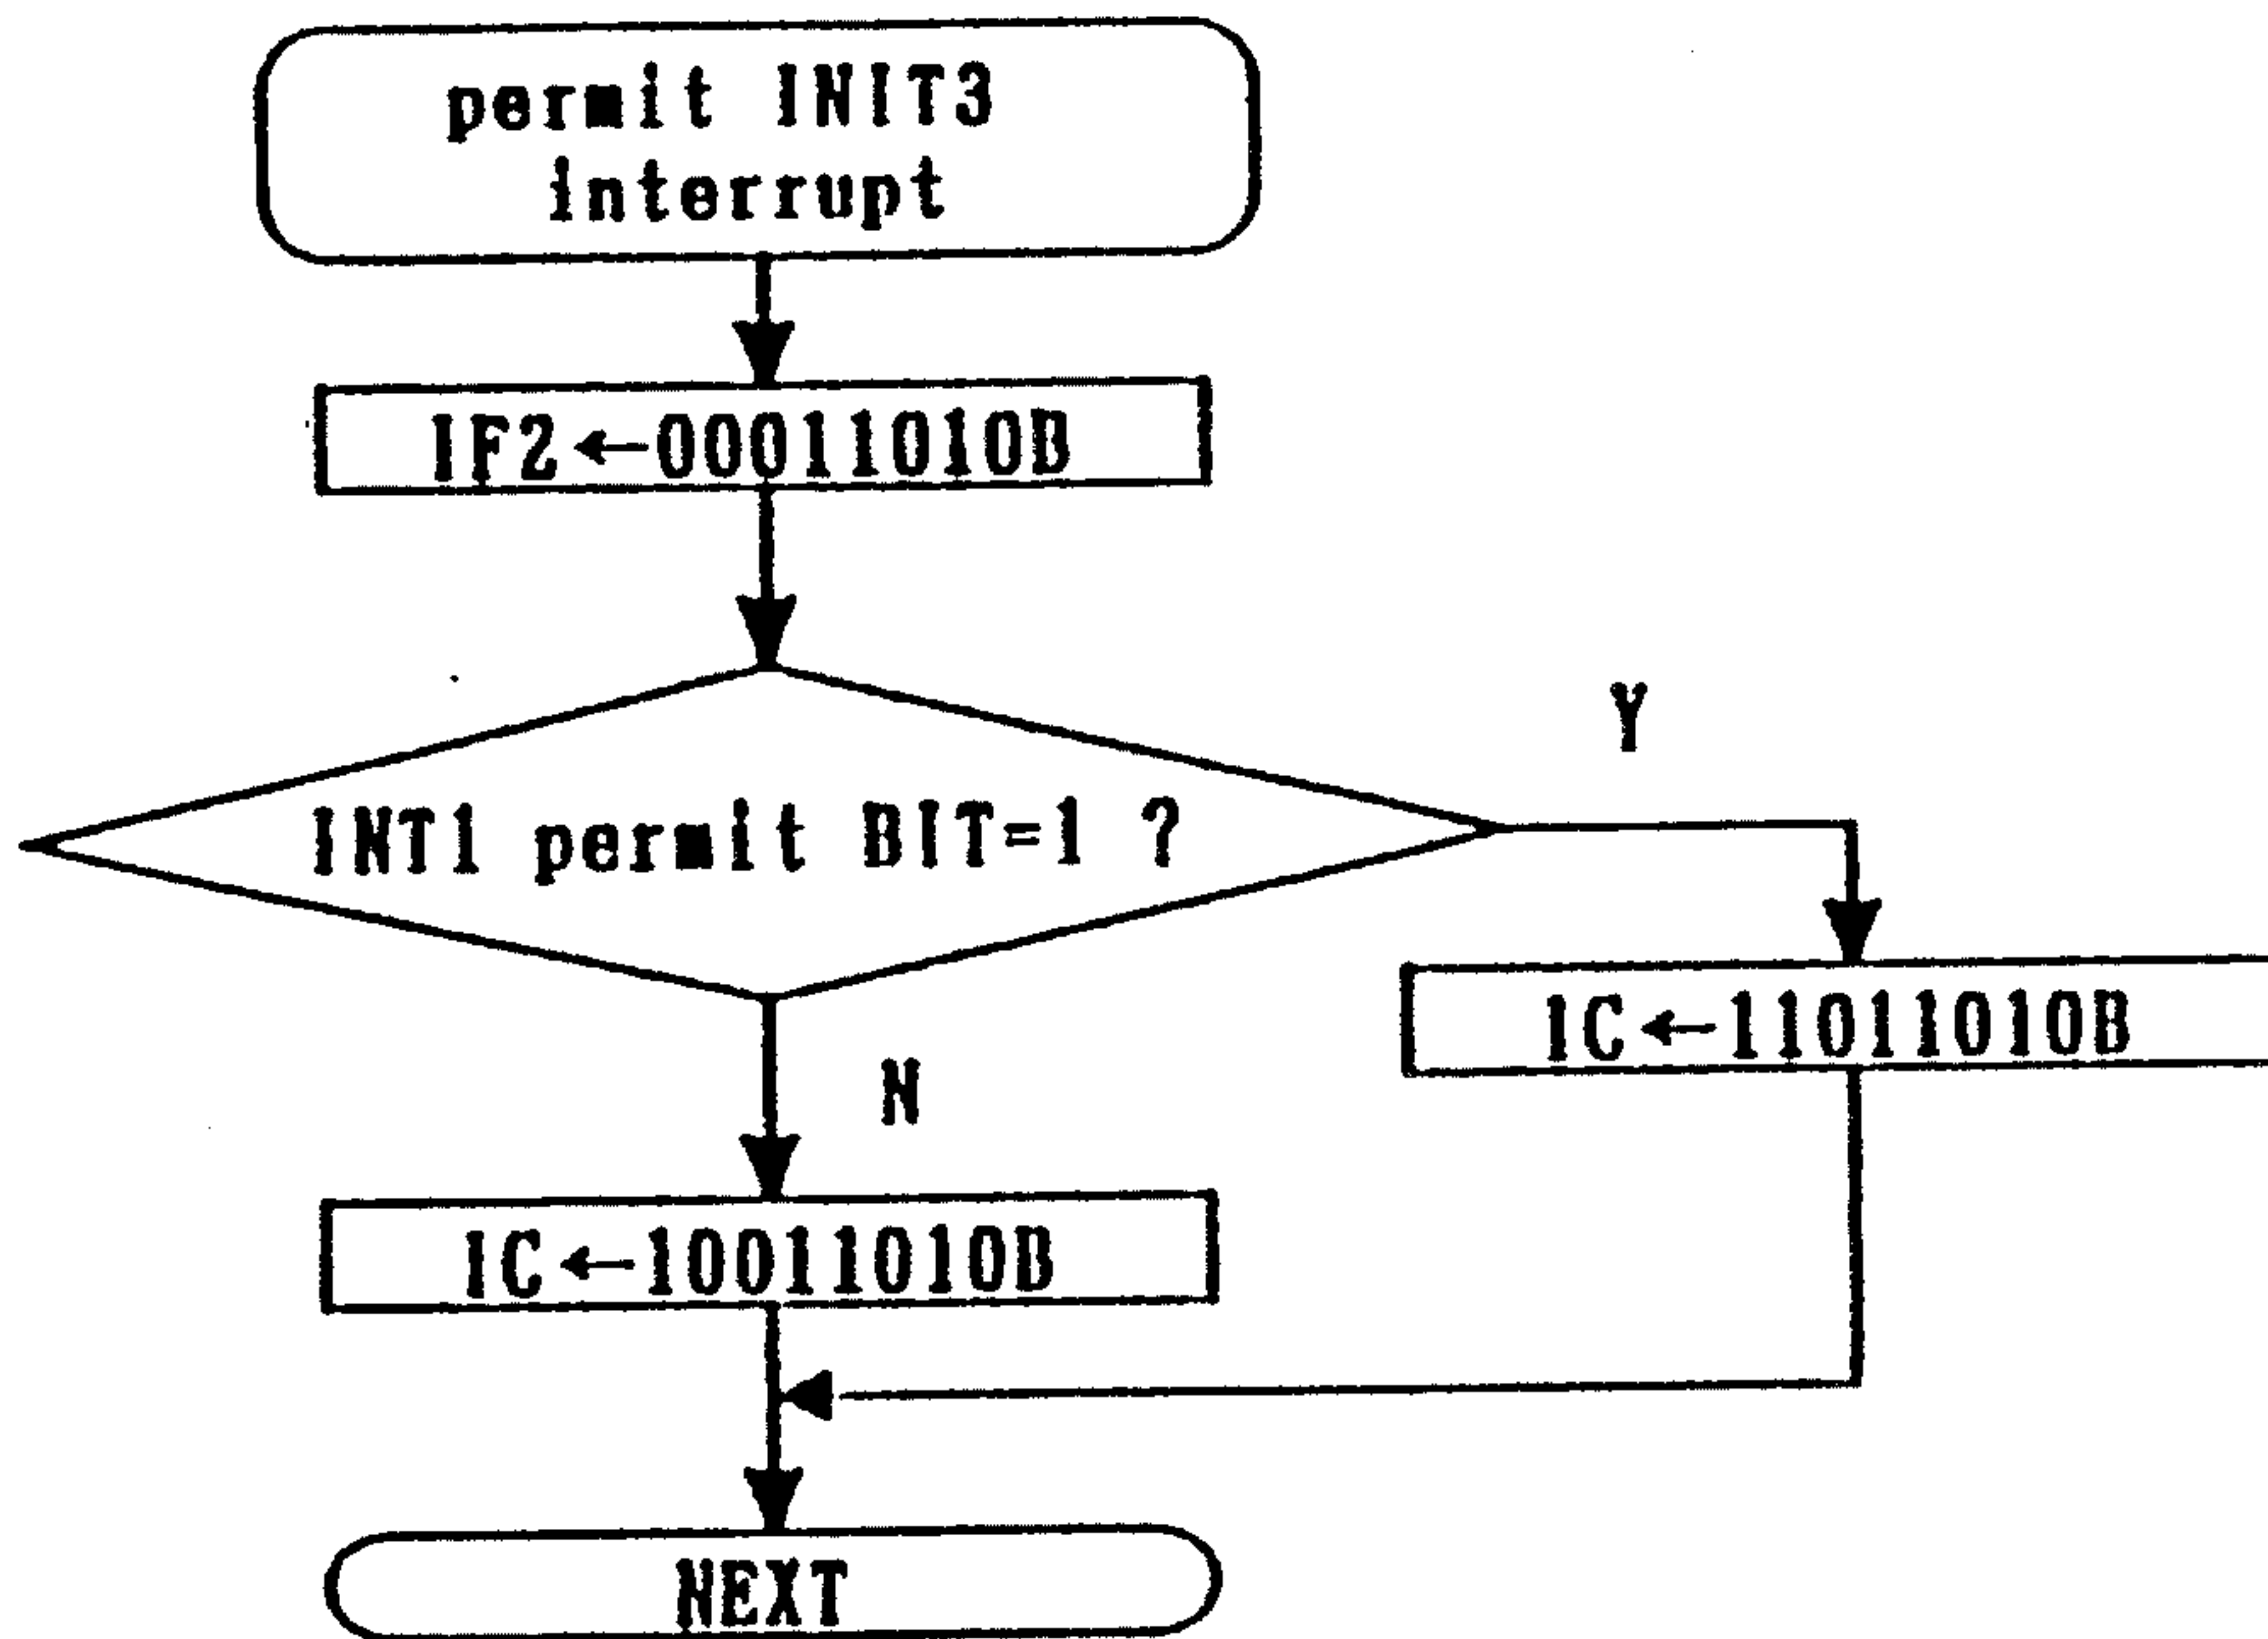 permit INIT3
interrupt
IF2←00011010B
INT1 permit BIT=1 ?
Y
IC←11011010B
N
IC←10011010B
NEXT